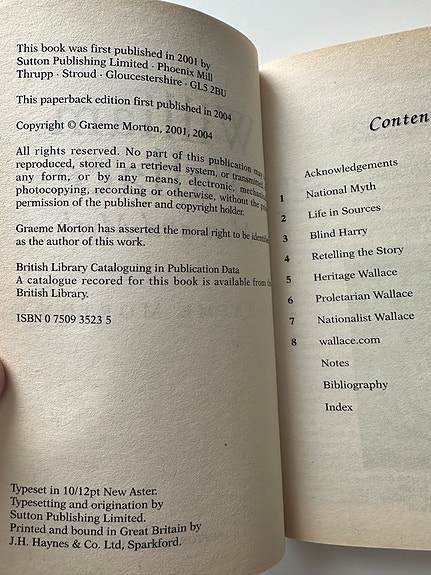 This book was first published in 2001 by
Sutton Publishing Limited · Phoenix Mill
Thrupp · Stroud · Gloucestershire · GL5 2BU
This paperback edition first published in 2004
Copyright © Graeme Morton, 2001, 2004
All rights reserved. No part of this publication may
reproduced, stored in a retrieval system, or transmitted,
any form, or by any means, electronic,
photocopying, recording or otherwise, without the
permission of the publisher and copyright holder.
Graeme Morton has asserted the moral right to be
as the author of this work.
British Library Cataloguing in Publication Data
A catalogue recored for this book is available from
British Library.
ISBN 0 7509 3523 5
Typeset in 10/12pt New Aster.
Typesetting and origination by
Sutton Publishing Limited.
Printed and bound in Great Britain by
J.H. Haynes & Co. Ltd, Sparkford.
Conten
Acknowledgements
1 National Myth
2 Life in Sources
3 Blind Harry
4 Retelling the Story
5 Heritage Wallace
6 Proletarian Wallace
7 Nationalist Wallace
8 wallace.com
Notes
Bibliography
Index